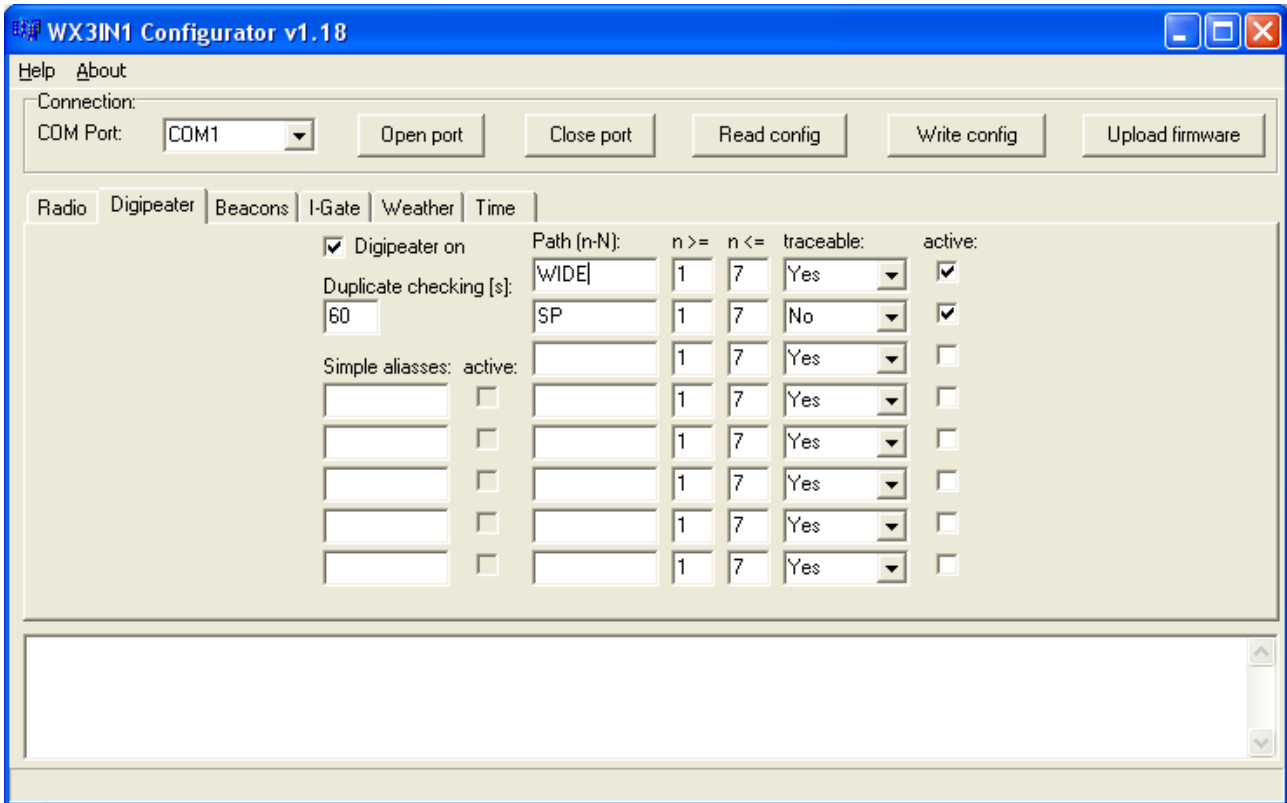 WX3IN1 Configurator v1.18
Help About
Connection:
COM Port: COM1 Open port Close port Read config Write config Upload firmware
Radio Digipeater Beacons I-Gate Weather Time
Digipeater on Path (n-N): n >= n <= traceable: active:
WIDE 1 7 Yes
Duplicate checking [s]:
60 SP 1 7 No
1 7 Yes
Simple aliasses: active:
1 7 Yes
1 7 Yes
1 7 Yes
1 7 Yes
1 7 Yes